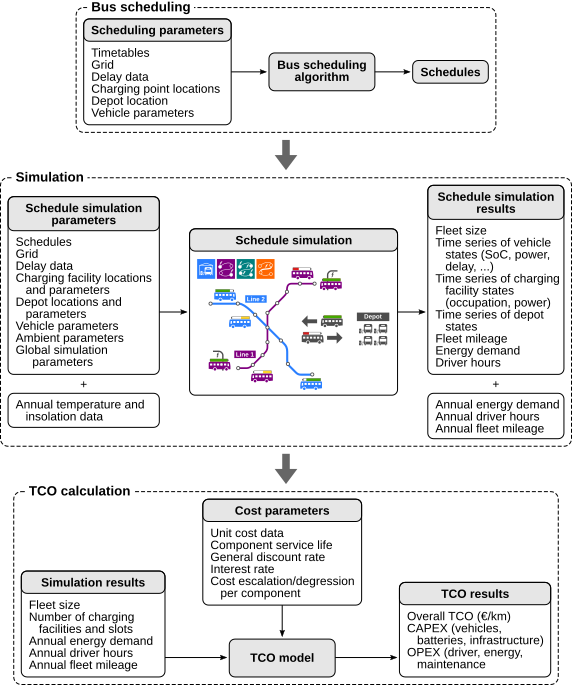 Bus scheduling
Scheduling parameters
Timetables
Grid
Delay data
Charging point locations
Depot location
Vehicle parameters
Bus scheduling
algorithm
Schedules
Simulation
Schedule simulation
parameters
Schedules
Grid
Delay data
Charging facility locations
and parameters
Depot locations and
parameters
Vehicle parameters
Ambient parameters
Global simulation
parameters
+
Annual temperature and
insolation data
Schedule simulation
Line 2
Line 1
Depot
Schedule simulation
results
Fleet size
Time series of vehicle
states (SoC, power,
delay, ...)
Time series of charging
facility states
(occupation, power)
Time series of depot
states
Fleet mileage
Energy demand
Driver hours
+
Annual energy demand
Annual driver hours
Annual fleet mileage
TCO calculation
Cost parameters
Unit cost data
Component service life
General discount rate
Interest rate
Cost escalation/degression
per component
Simulation results
Fleet size
Number of charging
facilities and slots
Annual energy demand
Annual driver hours
Annual fleet mileage
TCO model
TCO results
Overall TCO (€/km)
CAPEX (vehicles,
batteries, infrastructure)
OPEX (driver, energy,
maintenance